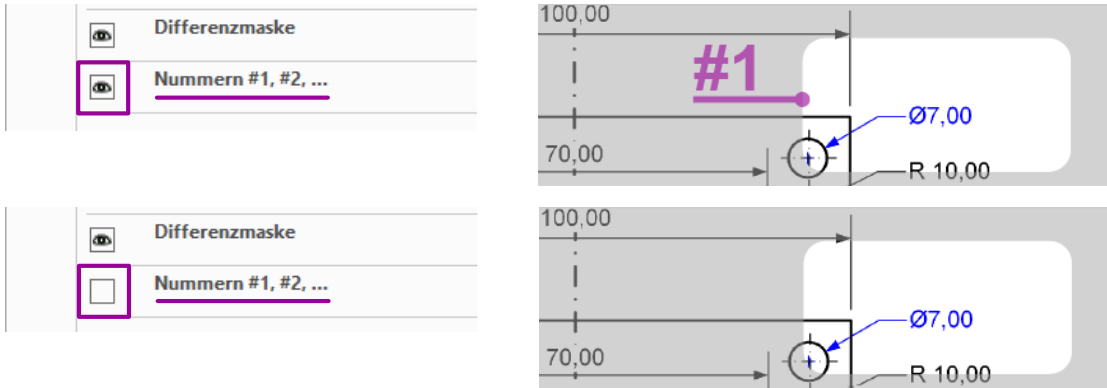 Differenzmaske
Nummern #1, #2, ...
100,00
#1
Ø7,00
70,00
R 10,00
Differenzmaske
Nummern #1, #2, ...
100,00
Ø7,00
70,00
R 10,00